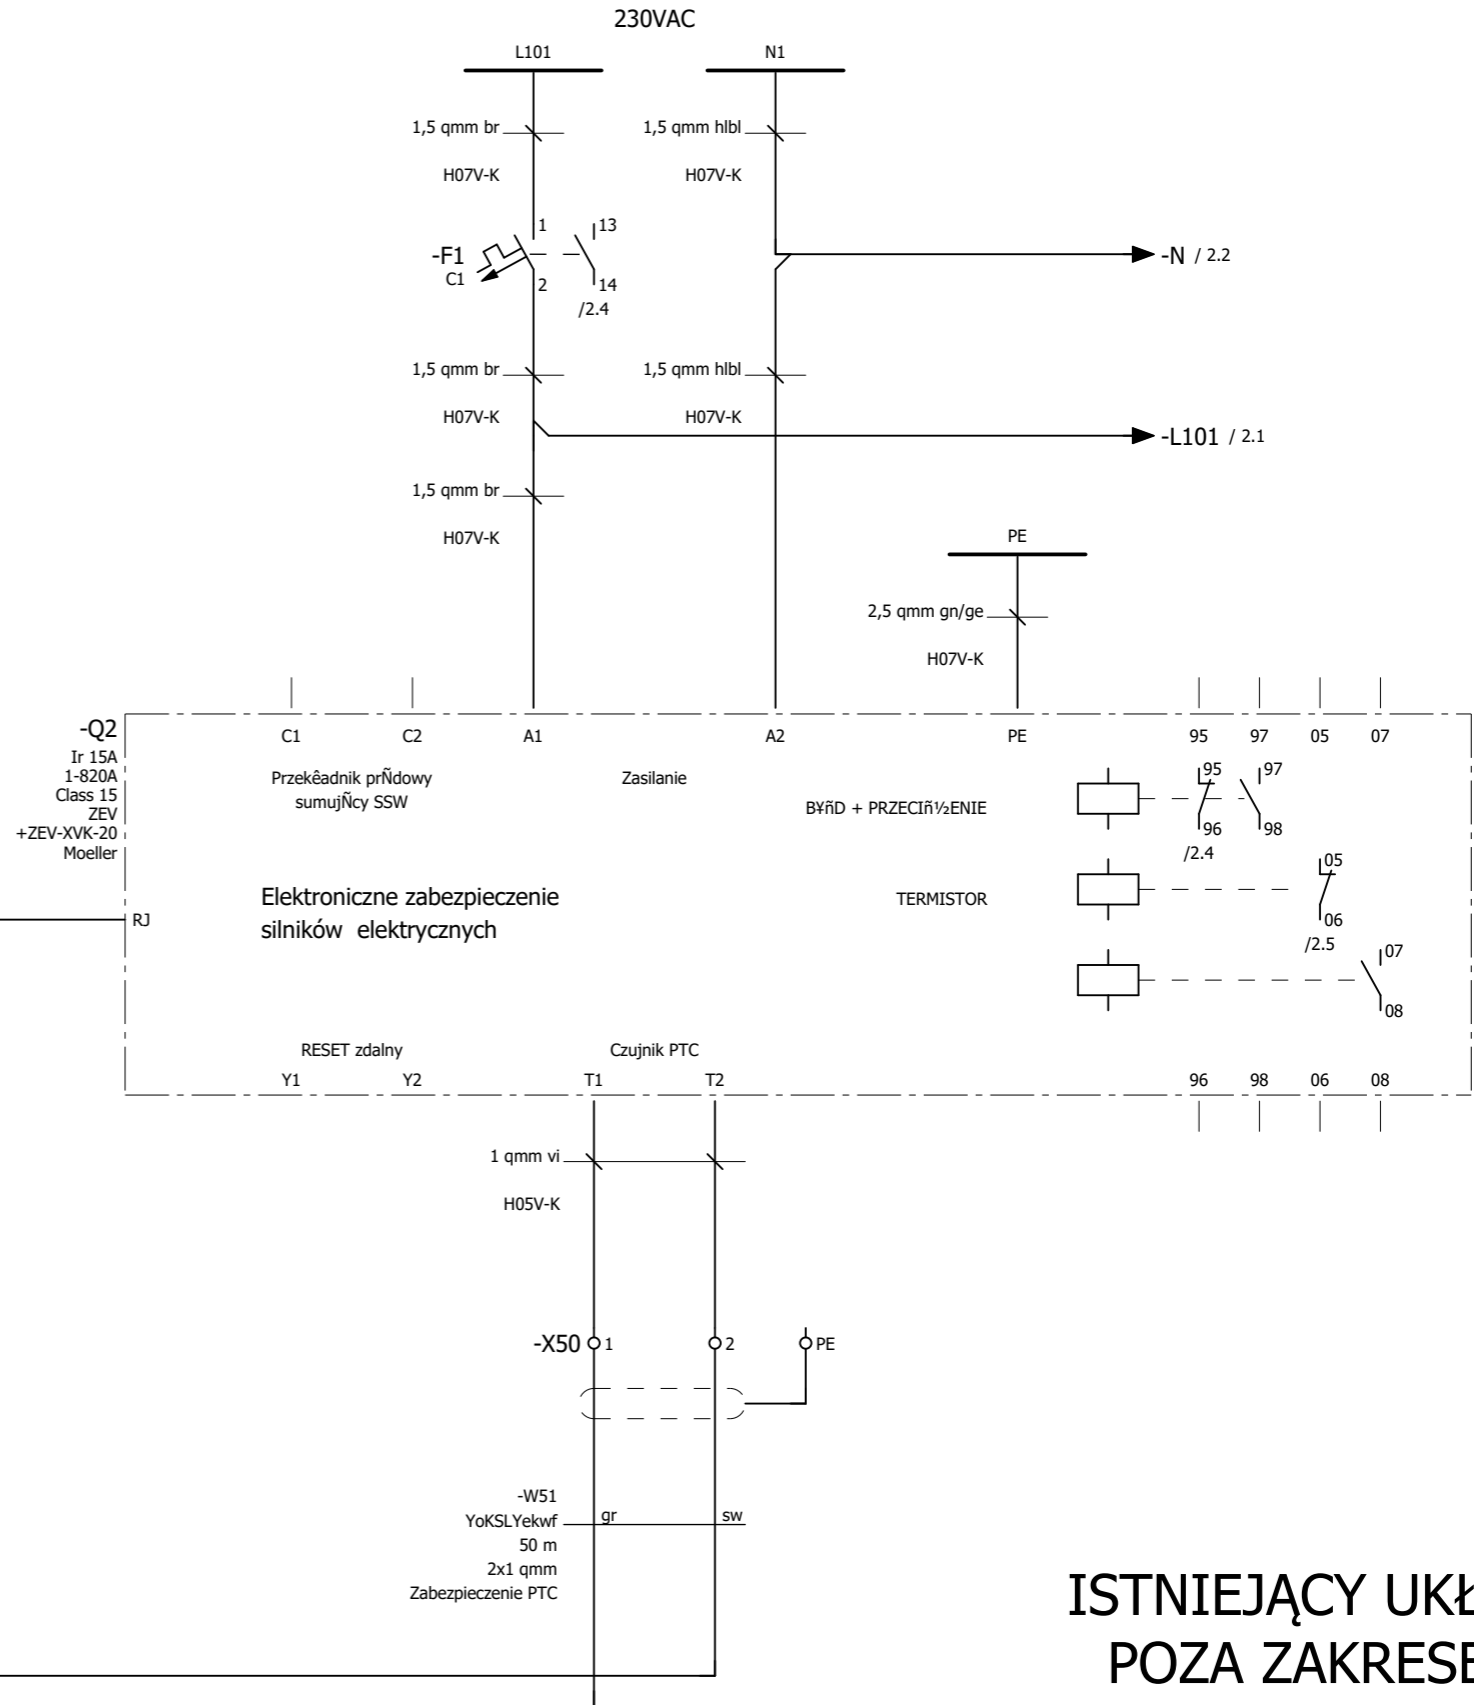 230VAC
L101
N1
1,5 qmm br
1,5 qmm hlbl
H07V-K
H07V-K
1
13
-F1
C1
2
14
/2.4
-N / 2.2
1,5 qmm br
1,5 qmm hlbl
H07V-K
H07V-K
-L101 / 2.1
1,5 qmm br
H07V-K
PE
2,5 qmm gn/ge
H07V-K
-Q2
Ir 15A
1-820A
Class 15
ZEV
+ZEV-XVK-20
Moeller
C1
C2
A1
A2
PE
95
97
05
07
Przekêadnik prÑdowy
sumujÑcy SSW
Zasilanie
B¥ñD + PRZECIñ½ENIE
95
97
96
98
/2.4
Elektroniczne zabezpieczenie
silników elektrycznych
TERMISTOR
05
06
/2.5
RJ
07
08
RESET zdalny
Czujnik PTC
Y1
Y2
T1
T2
96
98
06
08
1 qmm vi
H05V-K
-X50
1
2
PE
-W51
YoKSLYekwf
gr
sw
50 m
2x1 qmm
Zabezpieczenie PTC
ISTNIEJĄCY UKŁ
POZA ZAKRESE